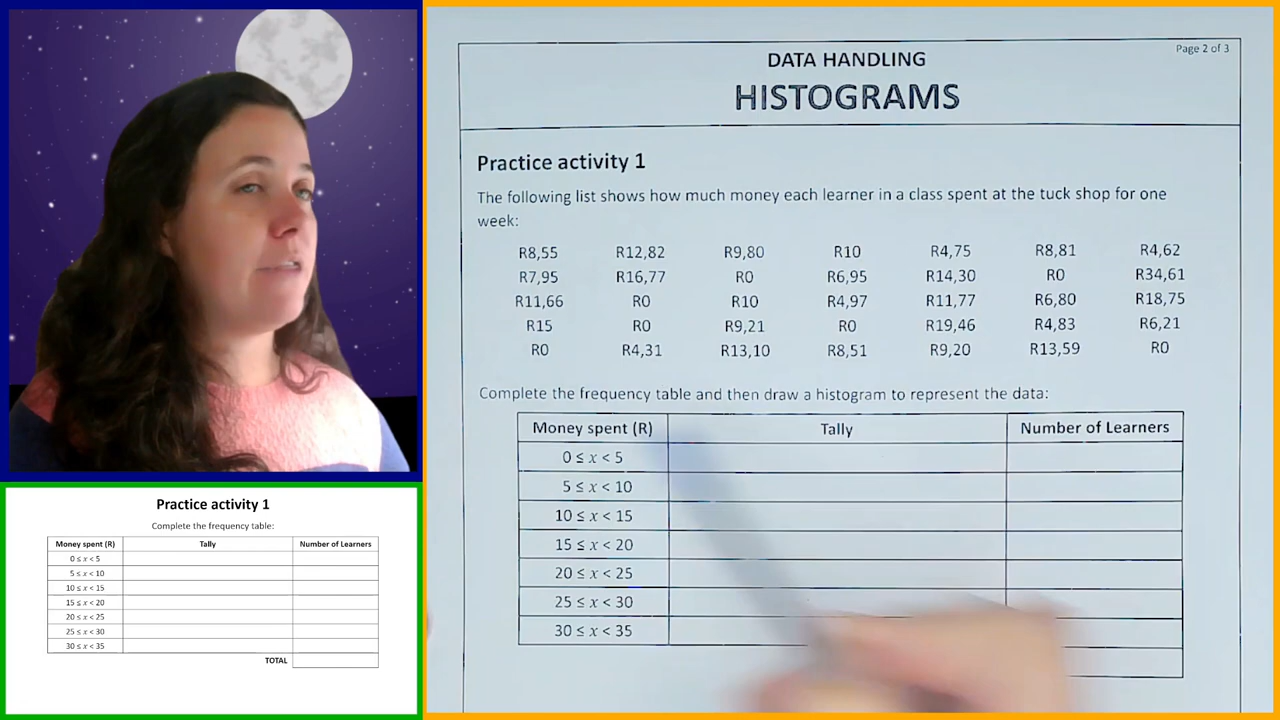 Page 2 of 3
DATA HANDLING
HISTOGRAMS
Practice activity 1
The following list shows how much money each learner in a class spent at the tuck shop for one
week:
R8,55 R12,82 R9,80 R10 R4,75 R8,81 R4,62
R7,95 R16,77 R0 R6,95 R14,30 R0 R34,61
R11,66 R0 R10 R4,97 R11,77 R6,80 R18,75
R15 R0 R9,21 R0 R19,46 R4,83 R6,21
R0 R4,31 R13,10 R8,51 R9,20 R13,59 R0
Complete the frequency table and then draw a histogram to represent the data:
Money spent (R) Tally Number of Learners
0 ≤ x < 5
5 ≤ x < 10
10 ≤ x < 15
15 ≤ x < 20
20 ≤ x < 25
25 ≤ x < 30
30 ≤ x < 35
Practice activity 1
Complete the frequency table:
Money spent (R) Tally Number of Learners
0 ≤ x < 5
5 ≤ x < 10
10 ≤ x < 15
15 ≤ x < 20
20 ≤ x < 25
25 ≤ x < 30
30 ≤ x < 35
TOTAL